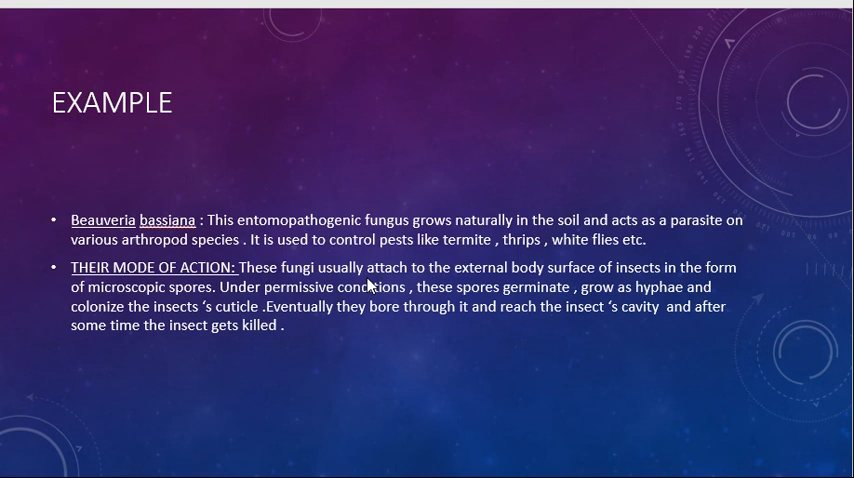 EXAMPLE
• Beauveria bassiana : This entomopathogenic fungus grows naturally in the soil and acts as a parasite on
various arthropod species . It is used to control pests like termite , thrips , white flies etc.
• THEIR MODE OF ACTION: These fungi usually attach to the external body surface of insects in the form
of microscopic spores. Under permissive conditions , these spores germinate , grow as hyphae and
colonize the insects ‘s cuticle .Eventually they bore through it and reach the insect ‘s cavity and after
some time the insect gets killed .